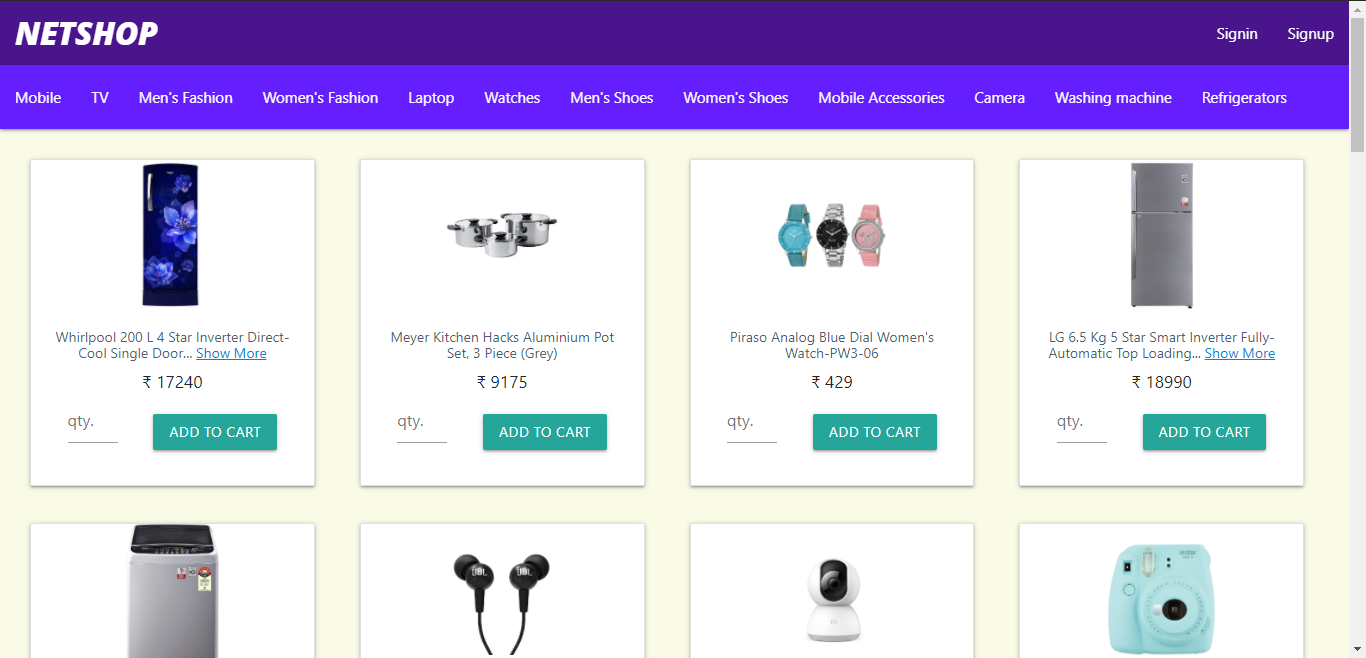 NETSHOP
Signin
Signup
Mobile
TV
Men's Fashion
Women's Fashion
Laptop
Watches
Men's Shoes
Women's Shoes
Mobile Accessories
Camera
Washing machine
Refrigerators
Whirlpool 200 L 4 Star Inverter Direct-
Cool Single Door... Show More
₹ 17240
qty.
ADD TO CART
Meyer Kitchen Hacks Aluminium Pot
Set, 3 Piece (Grey)
₹ 9175
qty.
ADD TO CART
Piraso Analog Blue Dial Women's
Watch-PW3-06
₹ 429
qty.
ADD TO CART
LG 6.5 Kg 5 Star Smart Inverter Fully-
Automatic Top Loading... Show More
₹ 18990
qty.
ADD TO CART
JBL
JBL